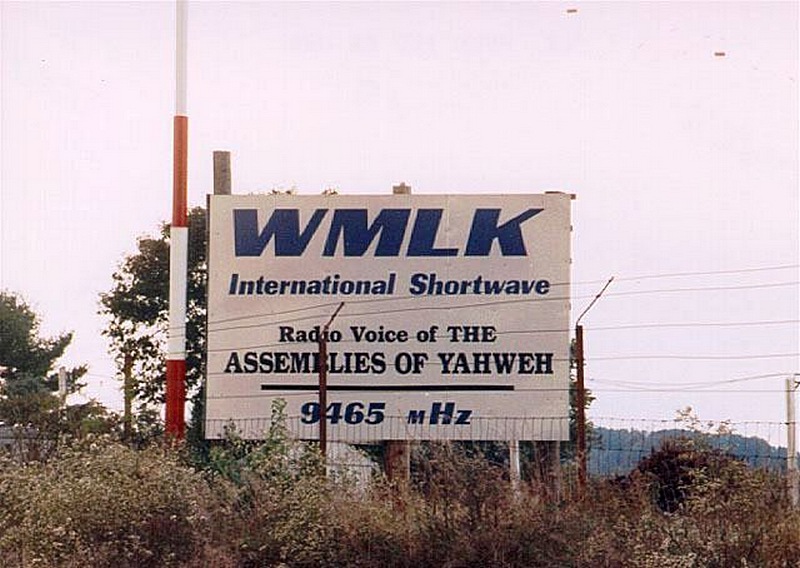 WMLK
International Shortwave
Radio Voice of THE
ASSEMBLIES OF YAHWEH
9465 MHz